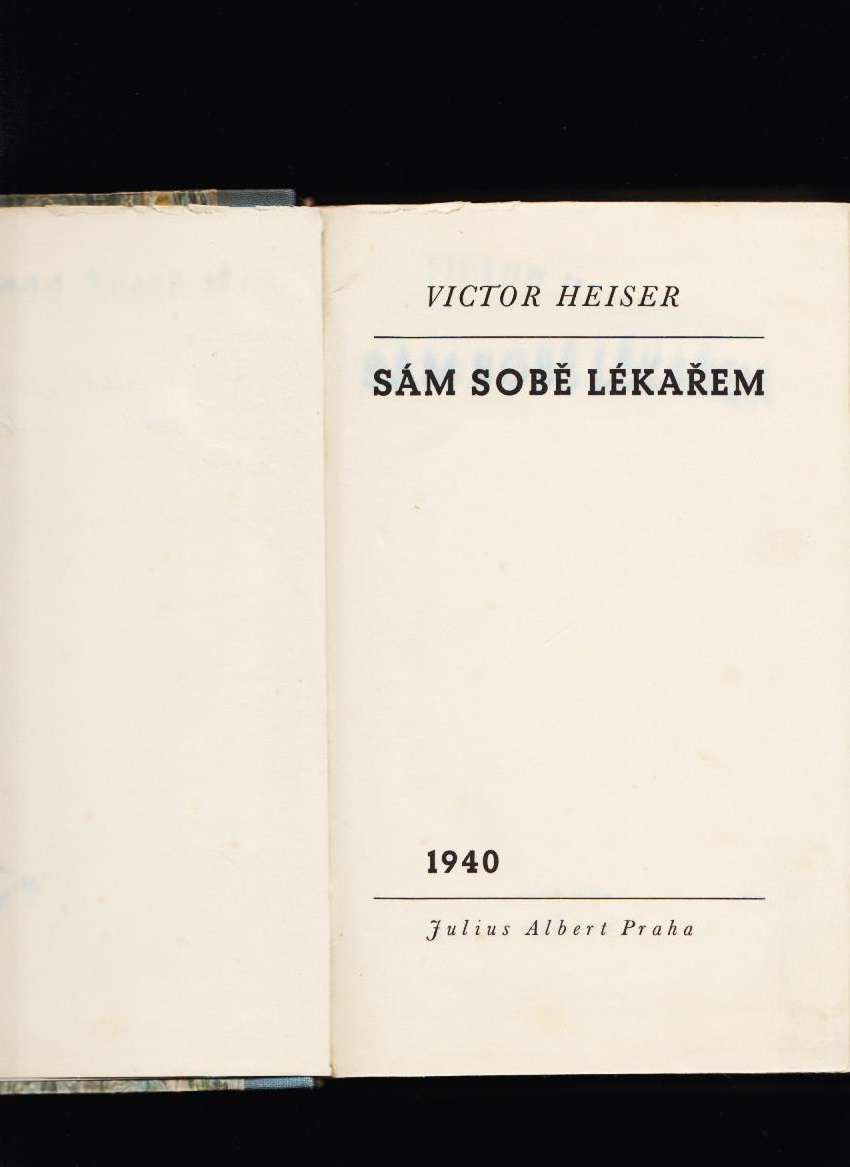 VICTOR HEISER
SÁM SOBĚ LÉKAŘEM
1940
Julius Albert Praha